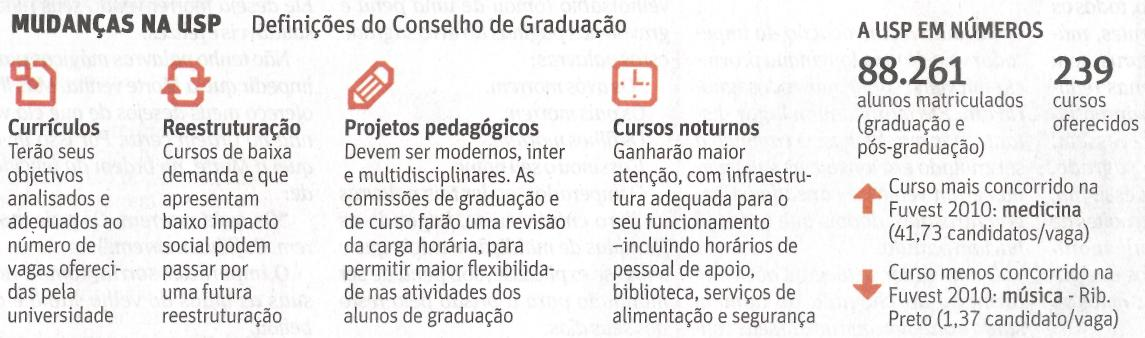 MUDANÇAS NA USP Definições do Conselho de Graduação
Currículos
Terão
objetivos
analisados e
adequados ao
número de
vagas ofereci-
das pela
universidade
Reestruturação
Cursos de baixa
demanda e que
apresentam
baixo impacto
social podem
passar por
uma futura
reestruturação
Projetos pedagógicos
Devem ser modernos, inter
e multidisciplinares. As
comissões de graduação e
de curso farão uma revisão
da carga horária, para
permitir maior flexibilida-
de nas atividades dos
alunos de graduação
Cursos noturnos
Ganharão maior
atenção, com infraestru-
tura adequada para o
seu funcionamento
–incluindo horários de
pessoal de apoio,
biblioteca, serviços de
alimentação e segurança
A USP EM NÚMEROS
88.261
alunos matriculados
(graduação e
pós-graduação)
239
cursos
oferecidos
Curso mais concorrido na
Fuvest 2010: medicina
(41,73 candidatos/vaga)
Curso menos concorrido na
Fuvest 2010: música - Rib.
Preto (1,37 candidato/vaga)